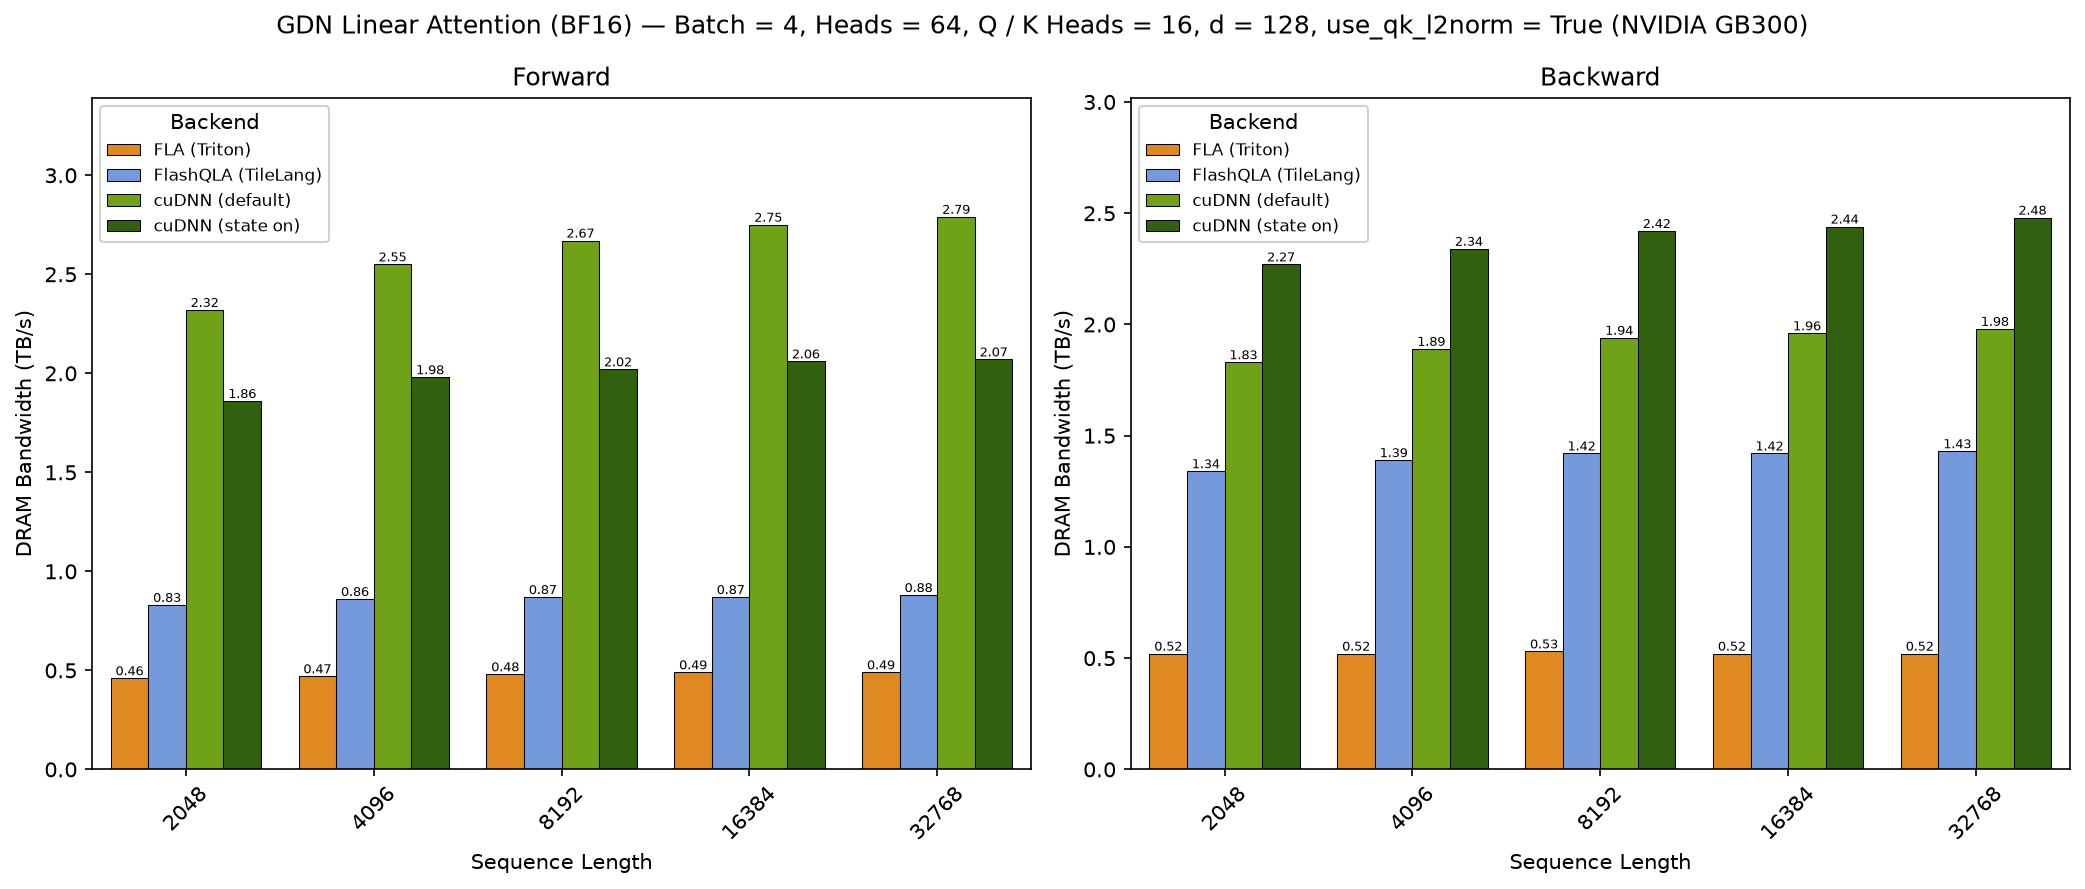 GDN Linear Attention (BF16) — Batch = 4, Heads = 64, Q / K Heads = 16, d = 128, use_qk_l2norm = True (NVIDIA GB300)
Forward
Backend
FLA (Triton)
FlashQLA (TileLang)
cuDNN (default)
cuDNN (state on)
DRAM Bandwidth (TB/s)
3.0
2.5
2.0
1.5
1.0
0.5
0.0
0.46 0.83 2.32 1.86
0.47 0.86 2.55 1.98
0.48 0.87 2.67 2.02
0.49 0.87 2.75 2.06
0.49 0.88 2.79 2.07
2048 4096 8192 16384 32768
Sequence Length
Backward
Backend
FLA (Triton)
FlashQLA (TileLang)
cuDNN (default)
cuDNN (state on)
DRAM Bandwidth (TB/s)
3.0
2.5
2.0
1.5
1.0
0.5
0.0
0.52 1.34 1.83 2.27
0.52 1.39 1.89 2.34
0.53 1.42 1.94 2.42
0.52 1.42 1.96 2.44
0.52 1.43 1.98 2.48
2048 4096 8192 16384 32768
Sequence Length